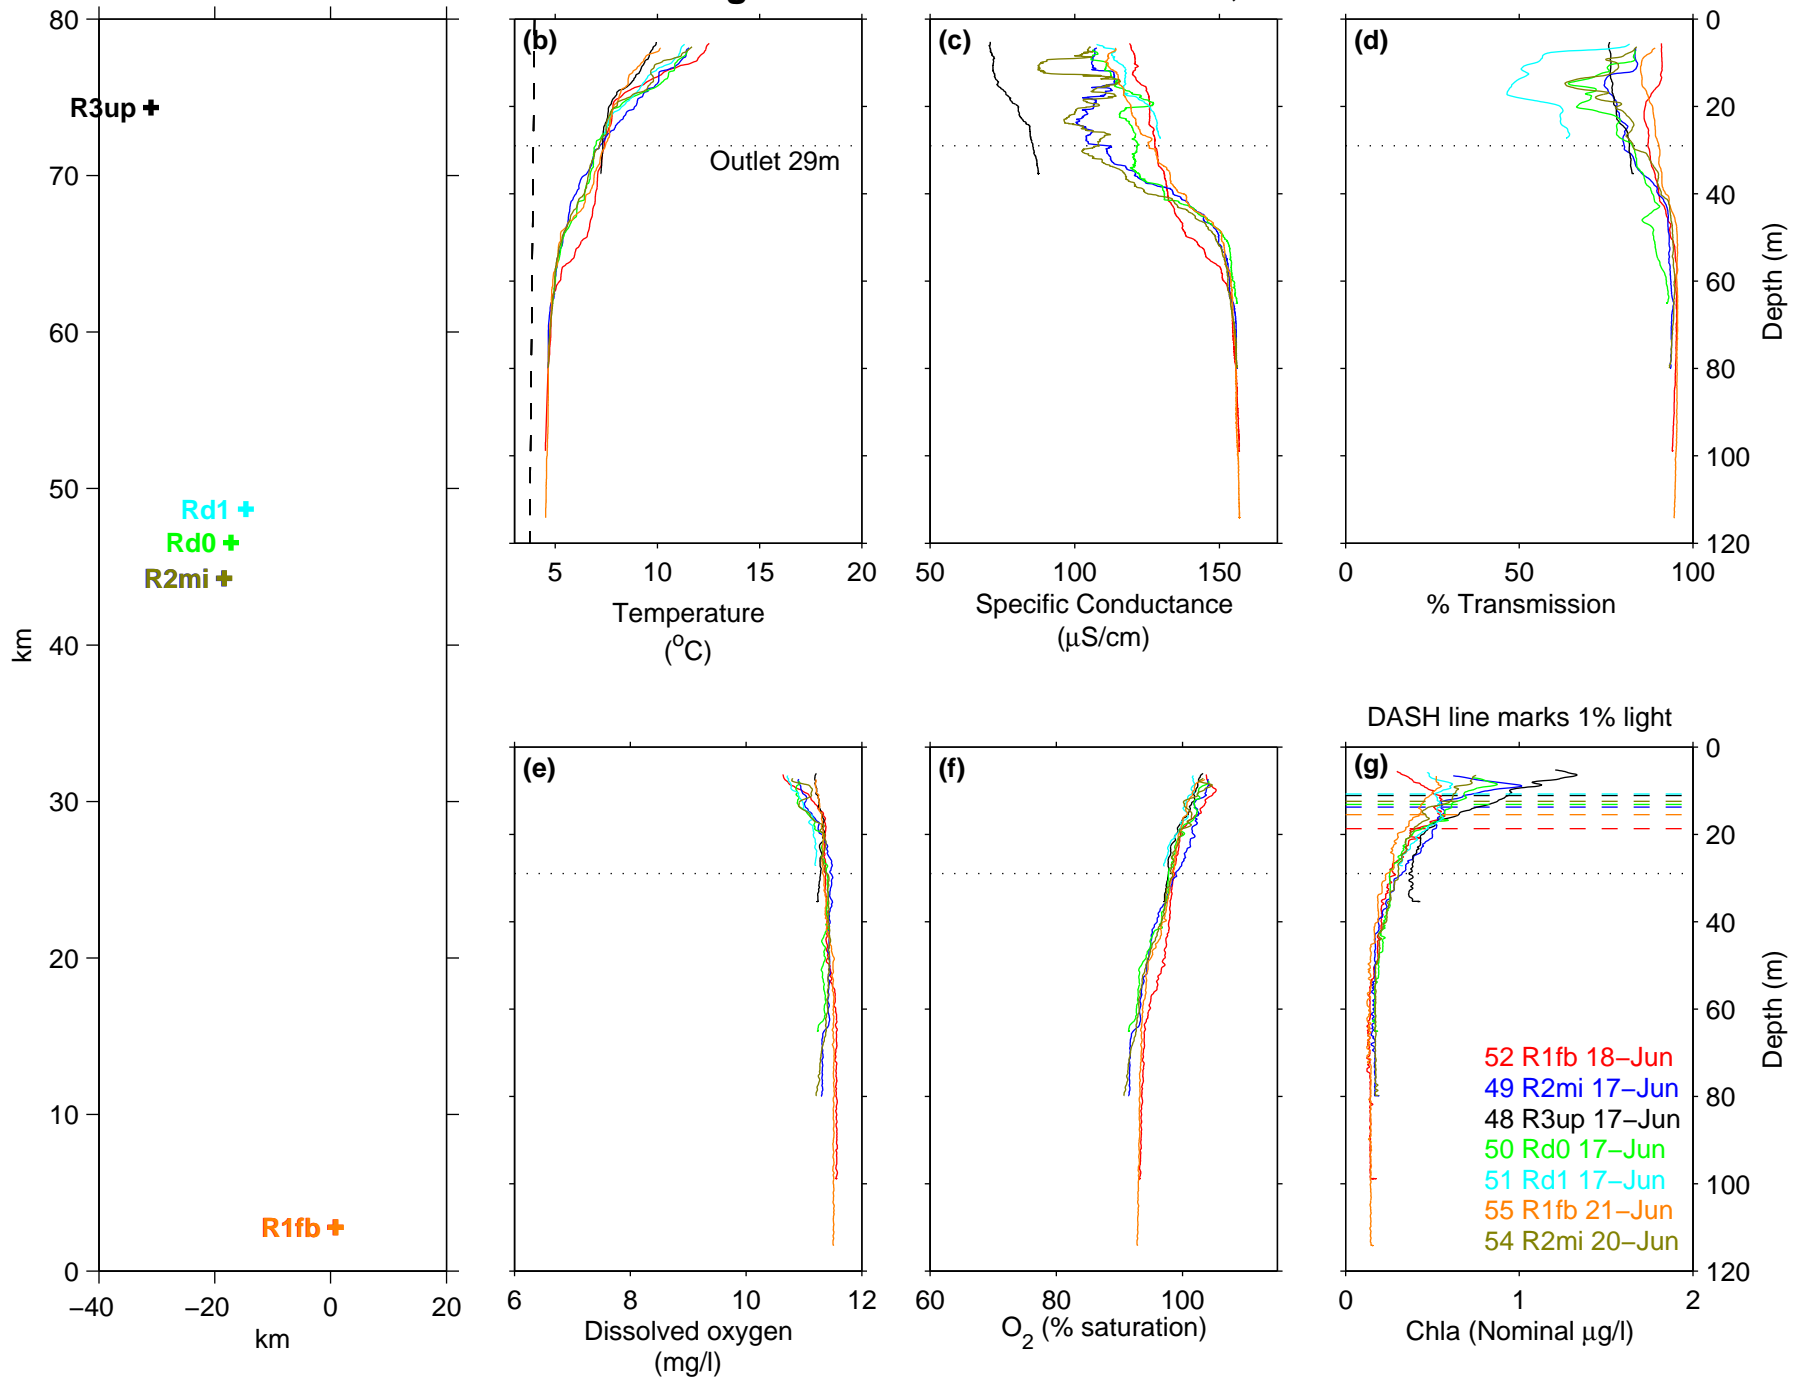 80
70
60
50
40
30
20
10
0
km
−40
−20
0
20
km
R3up
Rd1
Rd0
R2mi
R1fb
(b)
Outlet 29m
5
10
15
20
Temperature
(°C)
(c)
50
100
150
Specific Conductance
(μS/cm)
(d)
0
50
100
% Transmission
0
20
40
60
80
100
120
Depth (m)
(e)
6
8
10
12
Dissolved oxygen
(mg/l)
(f)
60
80
100
O2 (% saturation)
DASH line marks 1% light
(g)
52 R1fb 18−Jun
49 R2mi 17−Jun
48 R3up 17−Jun
50 Rd0 17−Jun
51 Rd1 17−Jun
55 R1fb 21−Jun
54 R2mi 20−Jun
0
1
2
Chla (Nominal μg/l)
0
20
40
60
80
100
120
Depth (m)